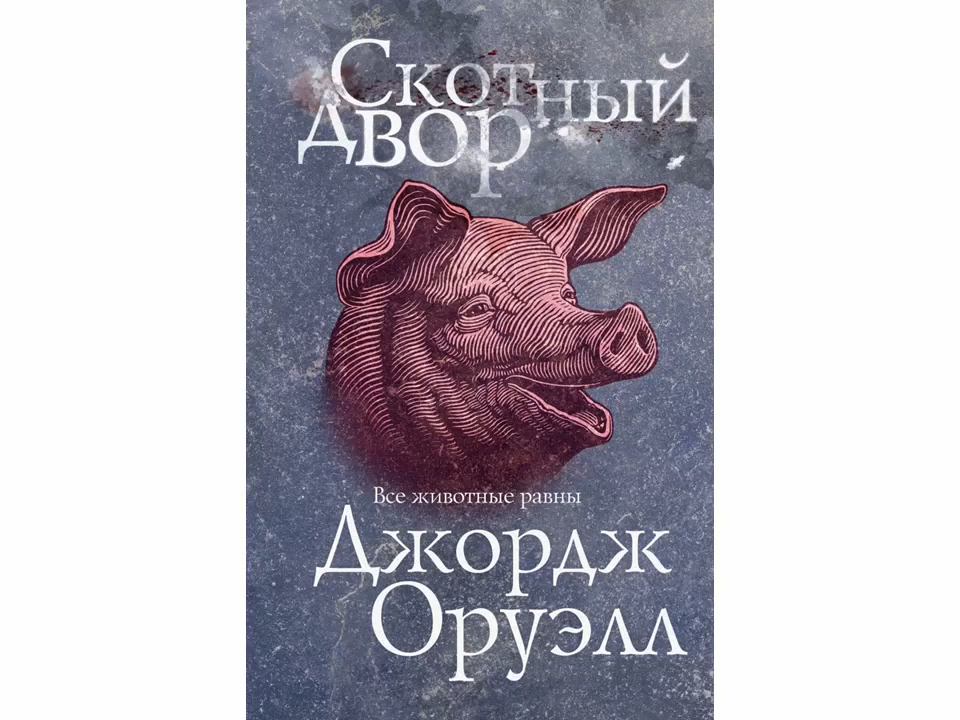 Скотный
двор
Все животные равны
Джордж
Оруэлл